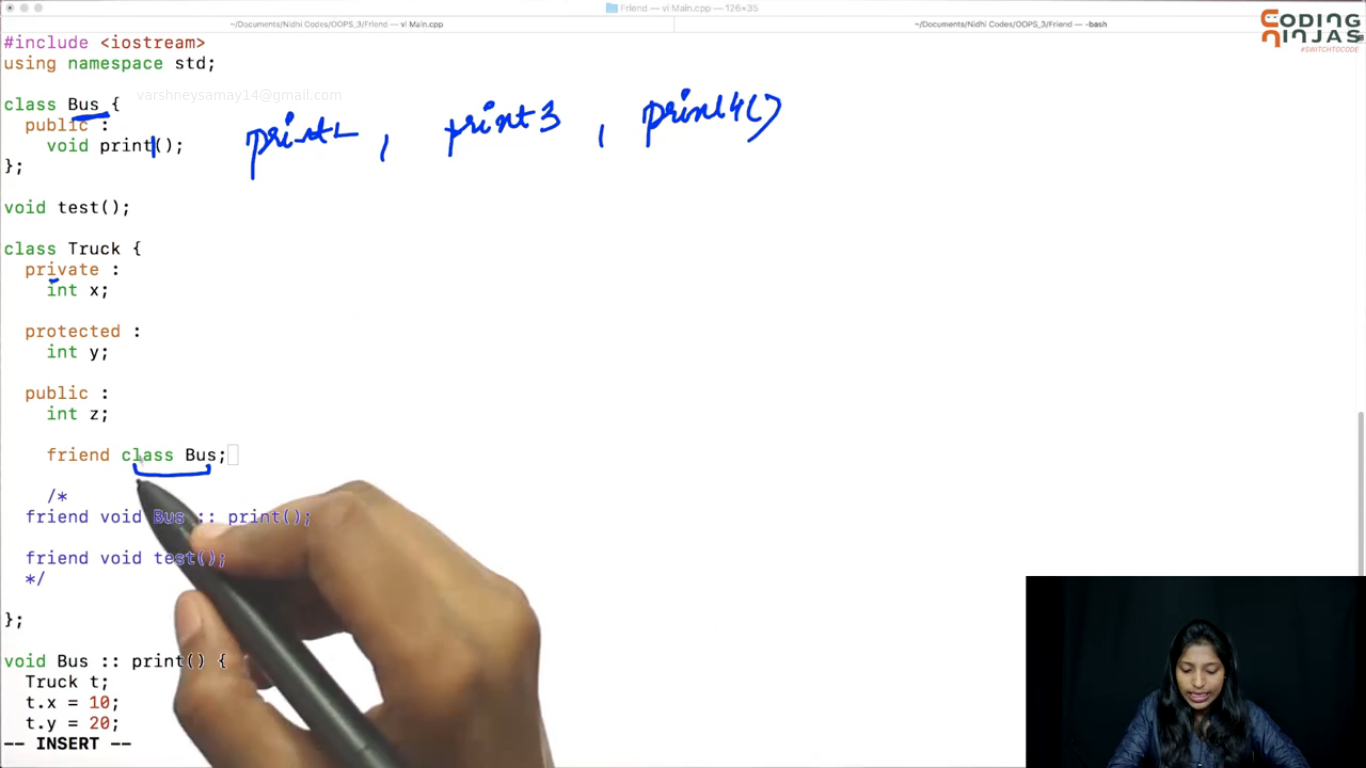 Friend — vi Main.cpp — 126×35
~/Documents/Nidhi Codes/OOPS_3/Friend — vi Main.cpp
~/Documents/Nidhi Codes/OOPS_3/Friend — -bash
CODING
NINJAS
#SWITCHTOCODE
#include <iostream>
using namespace std;
varshneysamay14@gmail.com
class Bus {
public :
void print();
print2 , print3 , print4()
};
void test();
class Truck {
private :
int x;
protected :
int y;
public :
int z;
friend class Bus;
/*
friend void Bus :: print();
friend void test();
*/
};
void Bus :: print() {
Truck t;
t.x = 10;
t.y = 20;
-- INSERT --